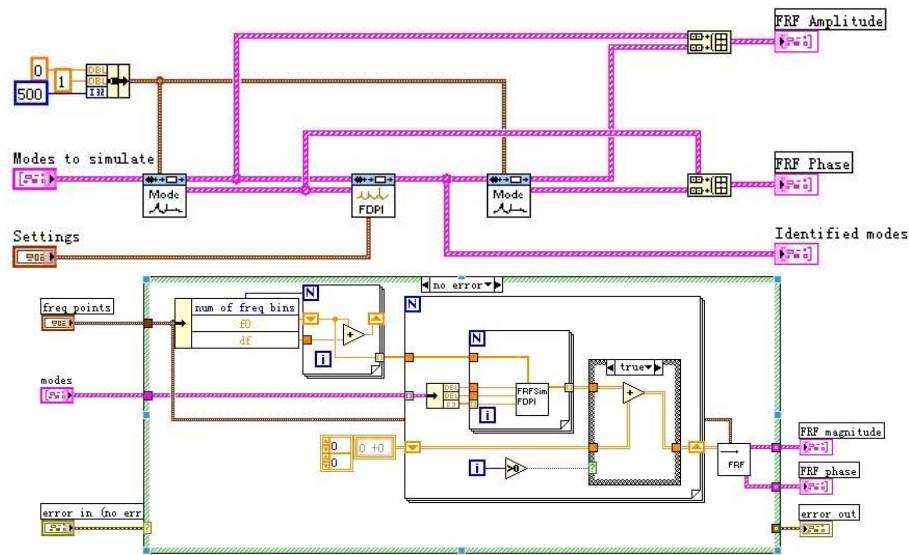 FRF Amplitude
0
DBL
1
DBL
500
I32
Modes to simulate
FRF Phase
Mode
FDPI
Mode
Settings
Identified modes
no error
freq points
num of freq bins
N
N
f0
df
N
i
true
modes
DBL
DBL
FRFSim
FDPI
i
FRF magnitude
0
0 +0
0
i
>0
?
FRF
FRF phase
error in (no err
?
error out